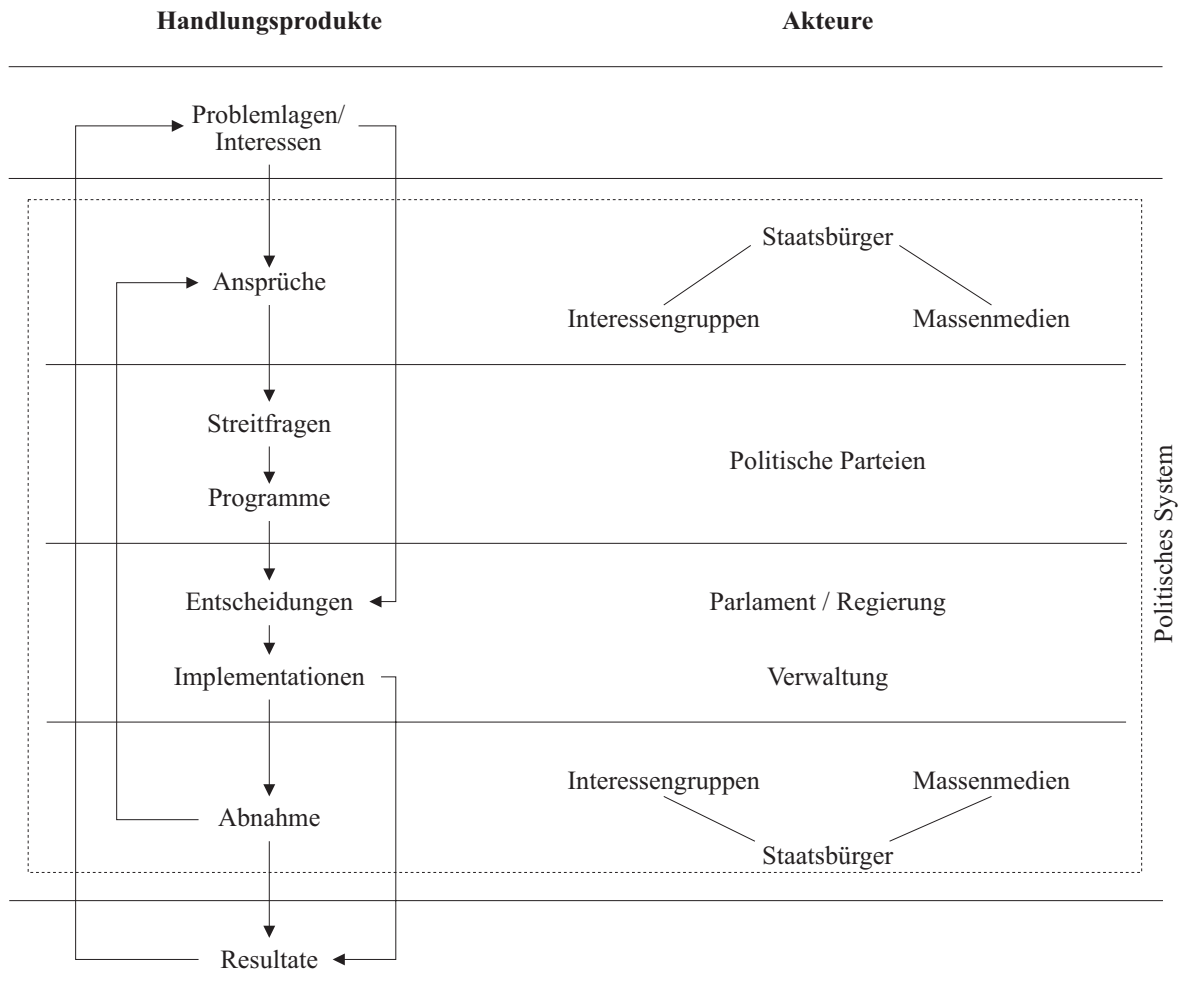 Handlungsprodukte
Akteure
Problemlagen/
Interessen
Staatsbürger
Ansprüche
Interessengruppen
Massenmedien
Streitfragen
Politische Parteien
Programme
Entscheidungen
Parlament / Regierung
Implementationen
Verwaltung
Interessengruppen
Massenmedien
Abnahme
Staatsbürger
Resultate
Politisches System